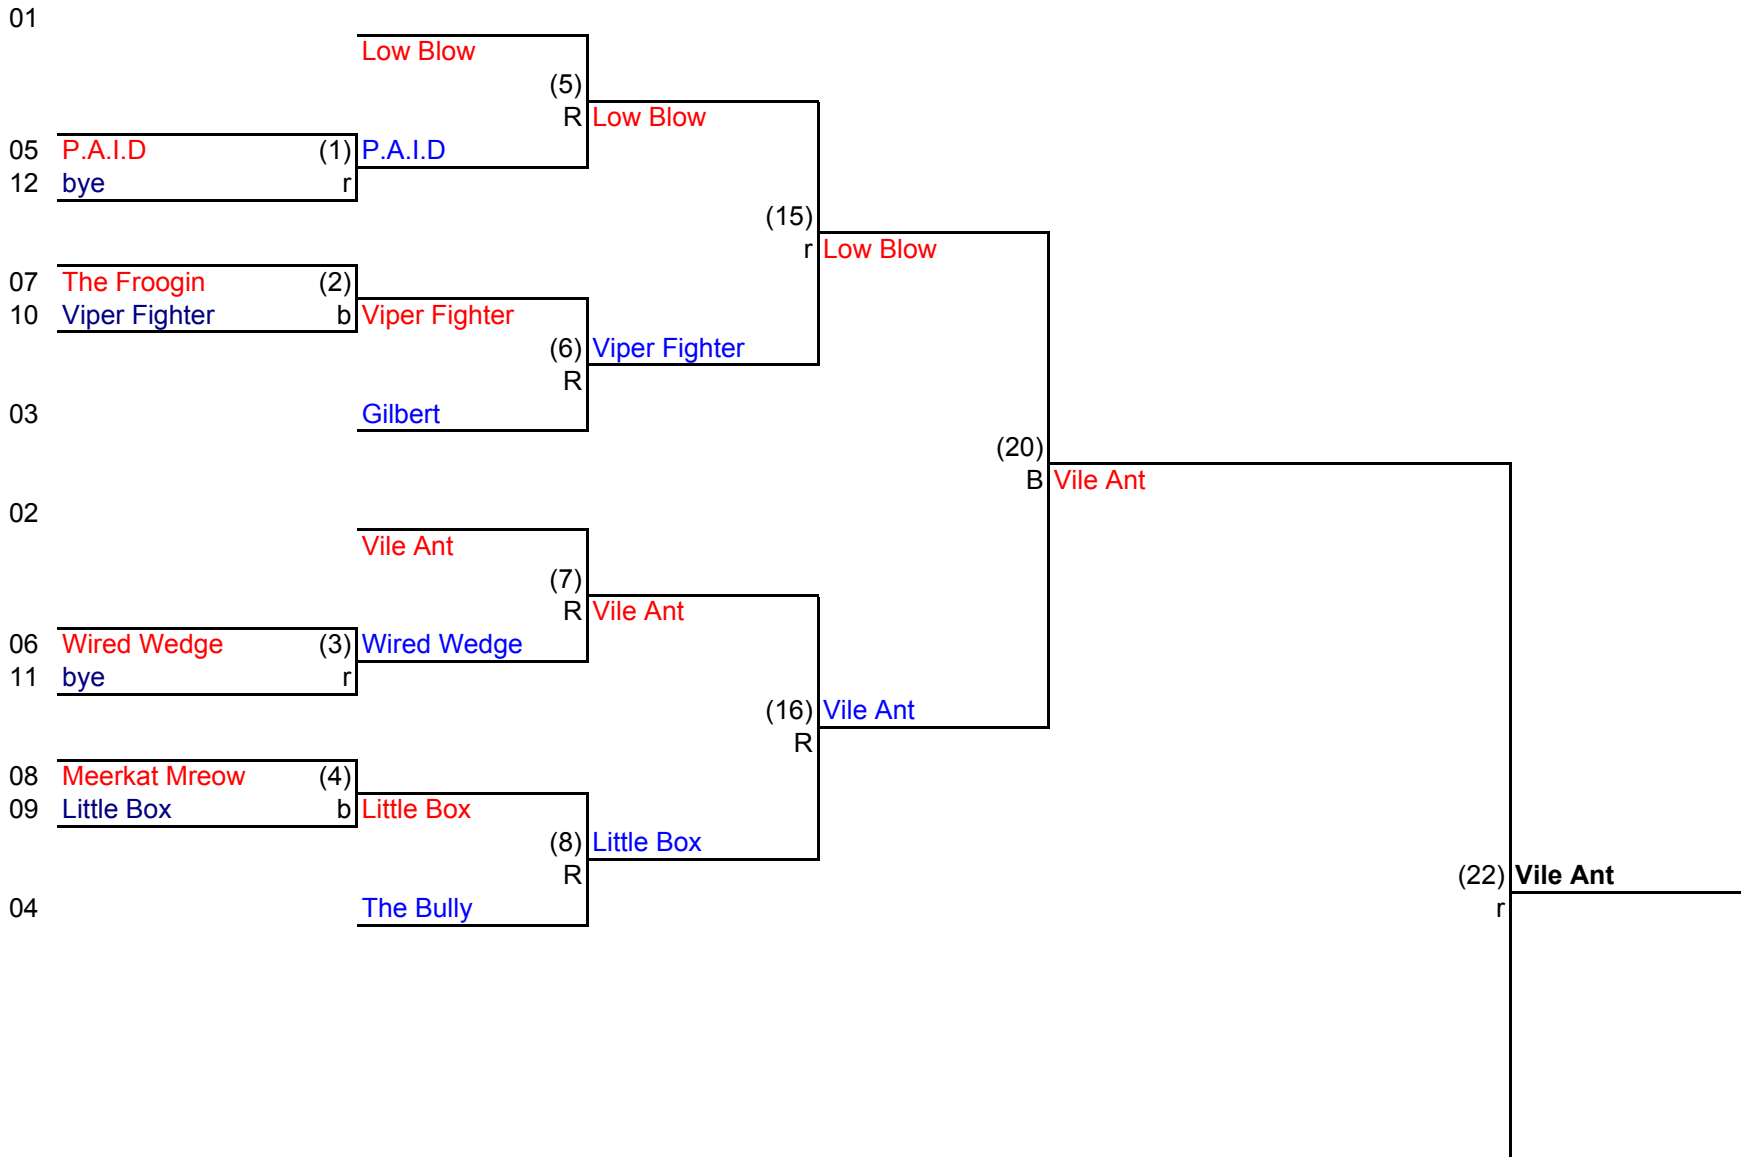 01
Low Blow
(5)
R Low Blow
05 P.A.I.D (1) P.A.I.D
12 bye r
(15)
r Low Blow
07 The Froogin (2)
10 Viper Fighter b Viper Fighter
(6) Viper Fighter
R
03 Gilbert
(20)
B Vile Ant
02
Vile Ant
(7)
R Vile Ant
06 Wired Wedge (3) Wired Wedge
11 bye r
(16) Vile Ant
R
08 Meerkat Mreow (4)
09 Little Box b Little Box
(8) Little Box
R
(22) Vile Ant
04 The Bully r